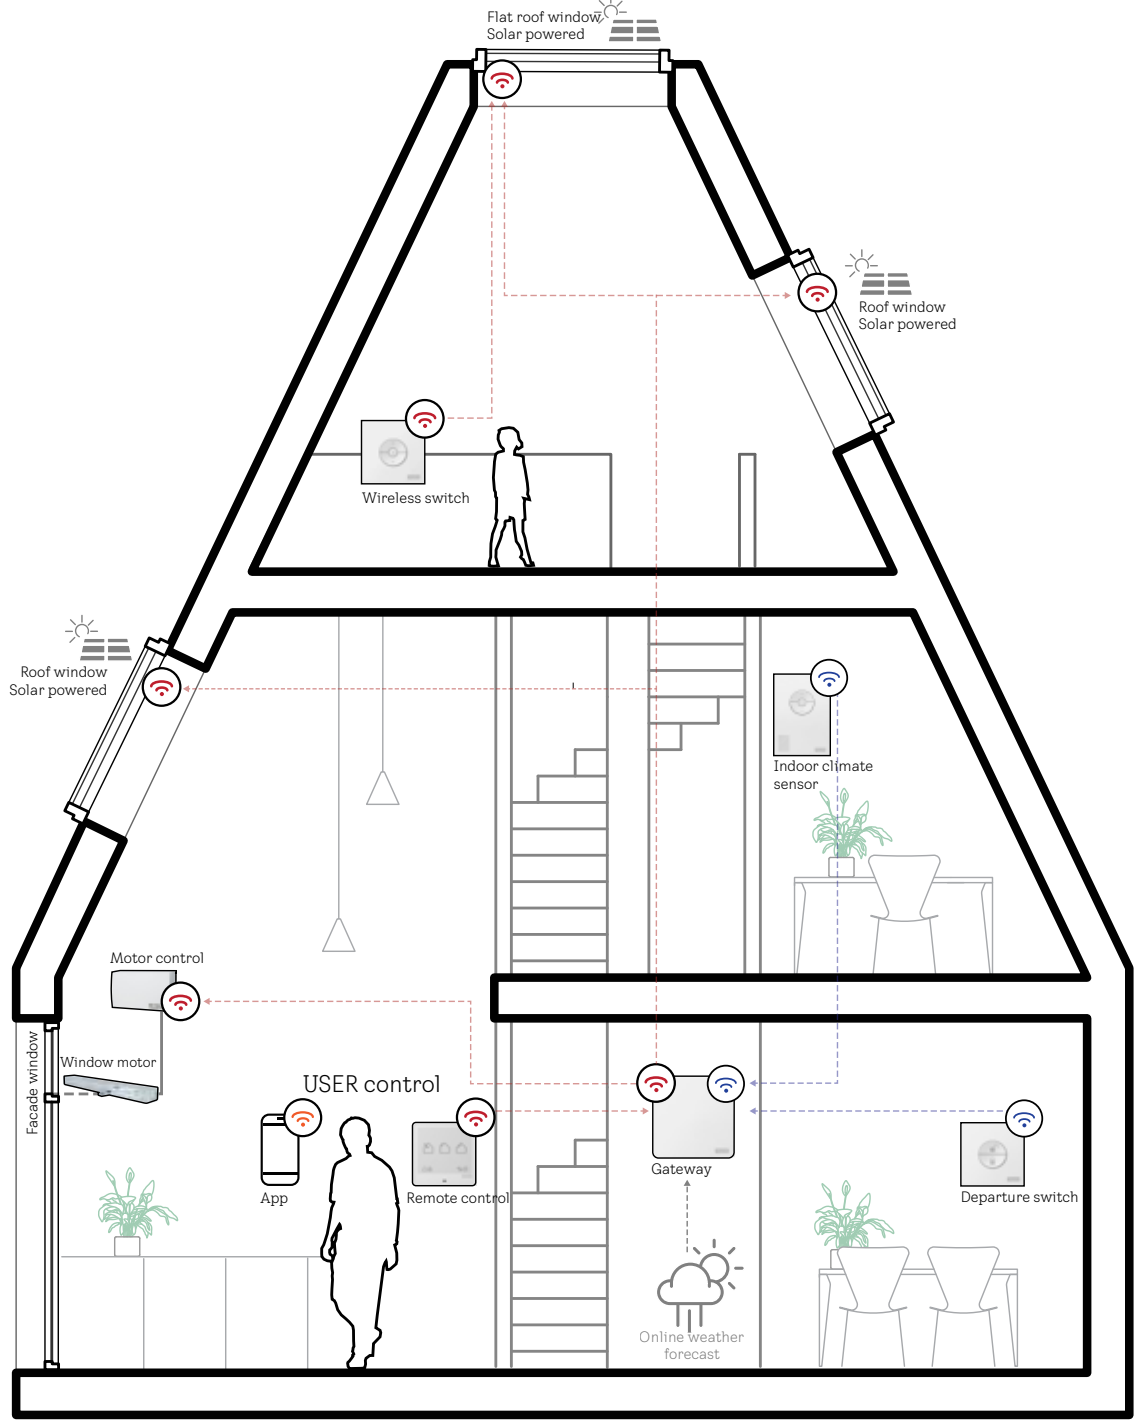 Flat roof window
Solar powered
Roof window
Solar powered
Wireless switch
Roof window
Solar powered
Indoor climate
sensor
Motor control
Facade window
Window motor
USER control
App
Remote control
Gateway
Departure switch
Online weather
forecast